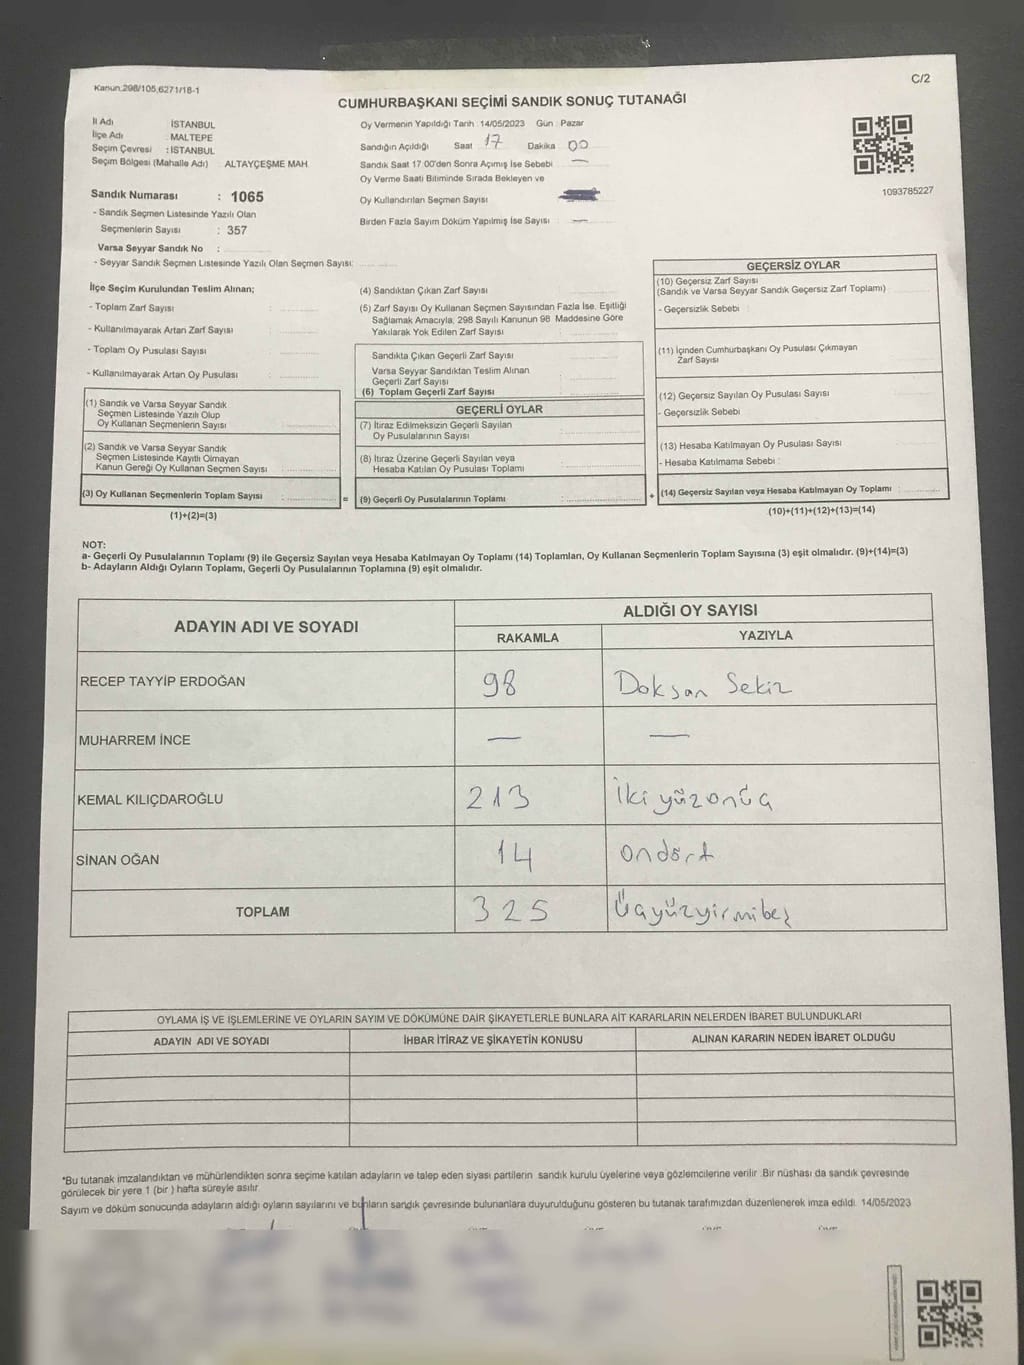 C/2
Kanun:298/105,6271/18-1
CUMHURBAŞKANI SEÇİMİ SANDIK SONUÇ TUTANAĞI
İl Adı İSTANBUL
İlçe Adı : MALTEPE
Seçim Çevresi : İSTANBUL
Seçim Bölgesi (Mahalle Adı) : ALTAYÇEŞME MAH
Sandık Numarası : 1065
- Sandık Seçmen Listesinde Yazılı Olan
Seçmenlerin Sayısı : 357
Varsa Seyyar Sandık No :
- Seyyar Sandık Seçmen Listesinde Yazılı Olan Seçmen Sayısı:
Oy Vermenin Yapıldığı Tarih : 14/05/2023 Gün : Pazar
Sandığın Açıldığı Saat 17 Dakika 00
Sandık Saat 17:00'den Sonra Açımış İse Sebebi : —
Oy Verme Saati Bitiminde Sırada Bekleyen ve
Oy Kullandırılan Seçmen Sayısı
Birden Fazla Sayım Döküm Yapılmış İse Sayısı : —
1093785227
İlçe Seçim Kurulundan Teslim Alınan;
- Toplam Zarf Sayısı :
- Kullanılmayarak Artan Zarf Sayısı :
- Toplam Oy Pusulası Sayısı :
- Kullanılmayarak Artan Oy Pusulası :
(1) Sandık ve Varsa Seyyar Sandık
Seçmen Listesinde Yazılı Olup
Oy Kullanan Seçmenlerin Sayısı :
(2) Sandık ve Varsa Seyyar Sandık
Seçmen Listesinde Kayıtlı Olmayan
Kanun Gereği Oy Kullanan Seçmen Sayısı :
(3) Oy Kullanan Seçmenlerin Toplam Sayısı :
(1)+(2)=(3)
=
(4) Sandıktan Çıkan Zarf Sayısı :
(5) Zarf Sayısı Oy Kullanan Seçmen Sayısından Fazla İse, Eşitliği
Sağlamak Amacıyla, 298 Sayılı Kanunun 98. Maddesine Göre
Yakılarak Yok Edilen Zarf Sayısı :
Sandıkta Çıkan Geçerli Zarf Sayısı :
Varsa Seyyar Sandıktan Teslim Alınan
Geçerli Zarf Sayısı :
(6) Toplam Geçerli Zarf Sayısı :
GEÇERLİ OYLAR
(7) İtiraz Edilmeksizin Geçerli Sayılan
Oy Pusulalarının Sayısı :
(8) İtiraz Üzerine Geçerli Sayılan veya
Hesaba Katılan Oy Pusulası Toplamı :
(9) Geçerli Oy Pusulalarının Toplamı :
+
GEÇERSİZ OYLAR
(10) Geçersiz Zarf Sayısı
(Sandık ve Varsa Seyyar Sandık Geçersiz Zarf Toplamı)
- Geçersizlik Sebebi :
(11) İçinden Cumhurbaşkanı Oy Pusulası Çıkmayan
Zarf Sayısı
(12) Geçersiz Sayılan Oy Pusulası Sayısı
- Geçersizlik Sebebi
(13) Hesaba Katılmayan Oy Pusulası Sayısı
- Hesaba Katılmama Sebebi :
(14) Geçersiz Sayılan veya Hesaba Katılmayan Oy Toplamı :
(10)+(11)+(12)+(13)=(14)
NOT:
a- Geçerli Oy Pusulalarının Toplamı (9) ile Geçersiz Sayılan veya Hesaba Katılmayan Oy Toplamı (14) Toplamları, Oy Kullanan Seçmenlerin Toplam Sayısına (3) eşit olmalıdır. (9)+(14)=(3)
b- Adayların Aldığı Oyların Toplamı, Geçerli Oy Pusulalarının Toplamına (9) eşit olmalıdır.
ADAYIN ADI VE SOYADI ALDIĞI OY SAYISI
RAKAMLA YAZIYLA
RECEP TAYYİP ERDOĞAN 98 Doksan Sekiz
MUHARREM İNCE — —
KEMAL KILIÇDAROĞLU 213 İki yüz onüç
SİNAN OĞAN 14 ondört
TOPLAM 325 Üçyüzyirmibeş
OYLAMA İŞ VE İŞLEMLERİNE VE OYLARIN SAYIM VE DÖKÜMÜNE DAİR ŞİKAYETLERLE BUNLARA AİT KARARLARIN NELERDEN İBARET BULUNDUKLARI
ADAYIN ADI VE SOYADI İHBAR İTİRAZ VE ŞİKAYETİN KONUSU ALINAN KARARIN NEDEN İBARET OLDUĞU
*Bu tutanak imzalandıktan ve mühürlendikten sonra seçime katılan adayların ve talep eden siyasi partilerin sandık kurulu üyelerine veya gözlemcilerine verilir. Bir nüshası da sandık çevresinde
görülecek bir yere 1 (bir ) hafta süreyle asılır.
Sayım ve döküm sonucunda adayların aldığı oyların sayılarını ve bunların sandık çevresinde bulunanlara duyurulduğunu gösteren bu tutanak tarafımızdan düzenlenerek imza edildi. 14/05/2023